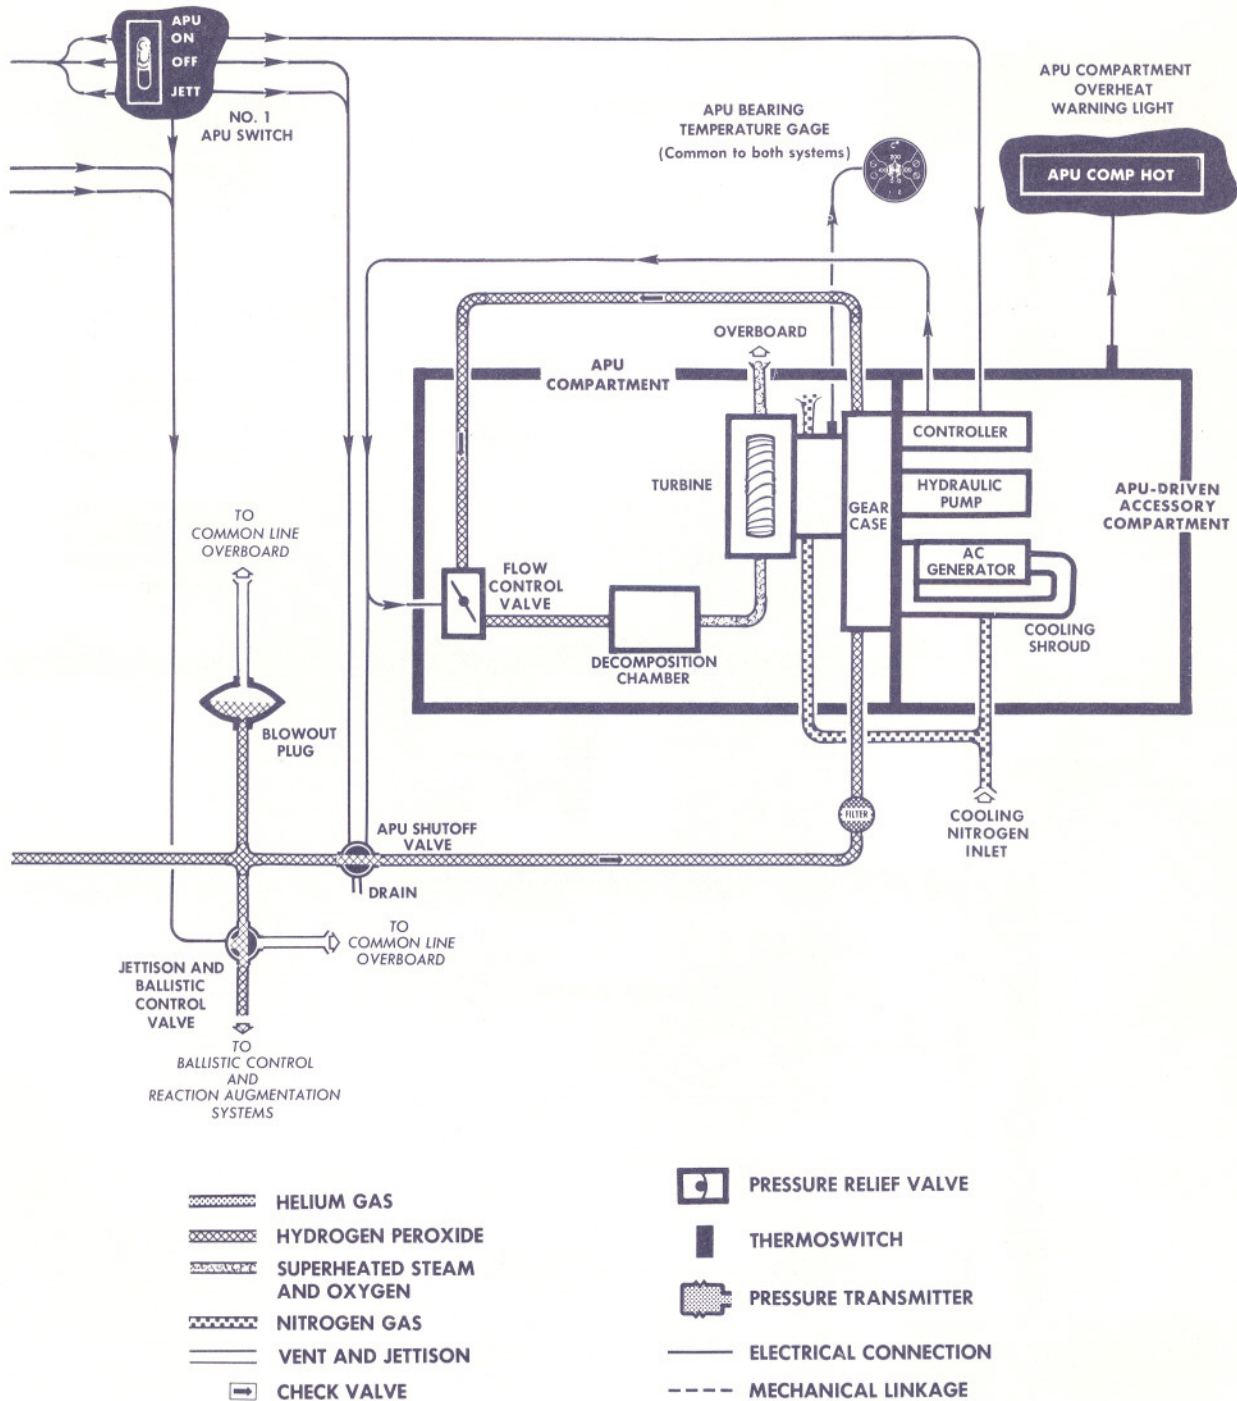 APU
ON
OFF
JETT
NO. 1
APU SWITCH
APU BEARING
TEMPERATURE GAGE
(Common to both systems)
APU COMPARTMENT
OVERHEAT
WARNING LIGHT
APU COMP HOT
OVERBOARD
APU
COMPARTMENT
CONTROLLER
HYDRAULIC
PUMP
TURBINE
GEAR
CASE
APU-DRIVEN
ACCESSORY
COMPARTMENT
AC
GENERATOR
TO
COMMON LINE
OVERBOARD
FLOW
CONTROL
VALVE
COOLING
SHROUD
DECOMPOSITION
CHAMBER
BLOWOUT
PLUG
FILTER
COOLING
NITROGEN
INLET
APU SHUTOFF
VALVE
DRAIN
TO
COMMON LINE
OVERBOARD
JETTISON AND
BALLISTIC
CONTROL
VALVE
TO
BALLISTIC CONTROL
AND
REACTION AUGMENTATION
SYSTEMS
HELIUM GAS
HYDROGEN PEROXIDE
SUPERHEATED STEAM
AND OXYGEN
NITROGEN GAS
VENT AND JETTISON
CHECK VALVE
PRESSURE RELIEF VALVE
THERMOSWITCH
PRESSURE TRANSMITTER
ELECTRICAL CONNECTION
MECHANICAL LINKAGE